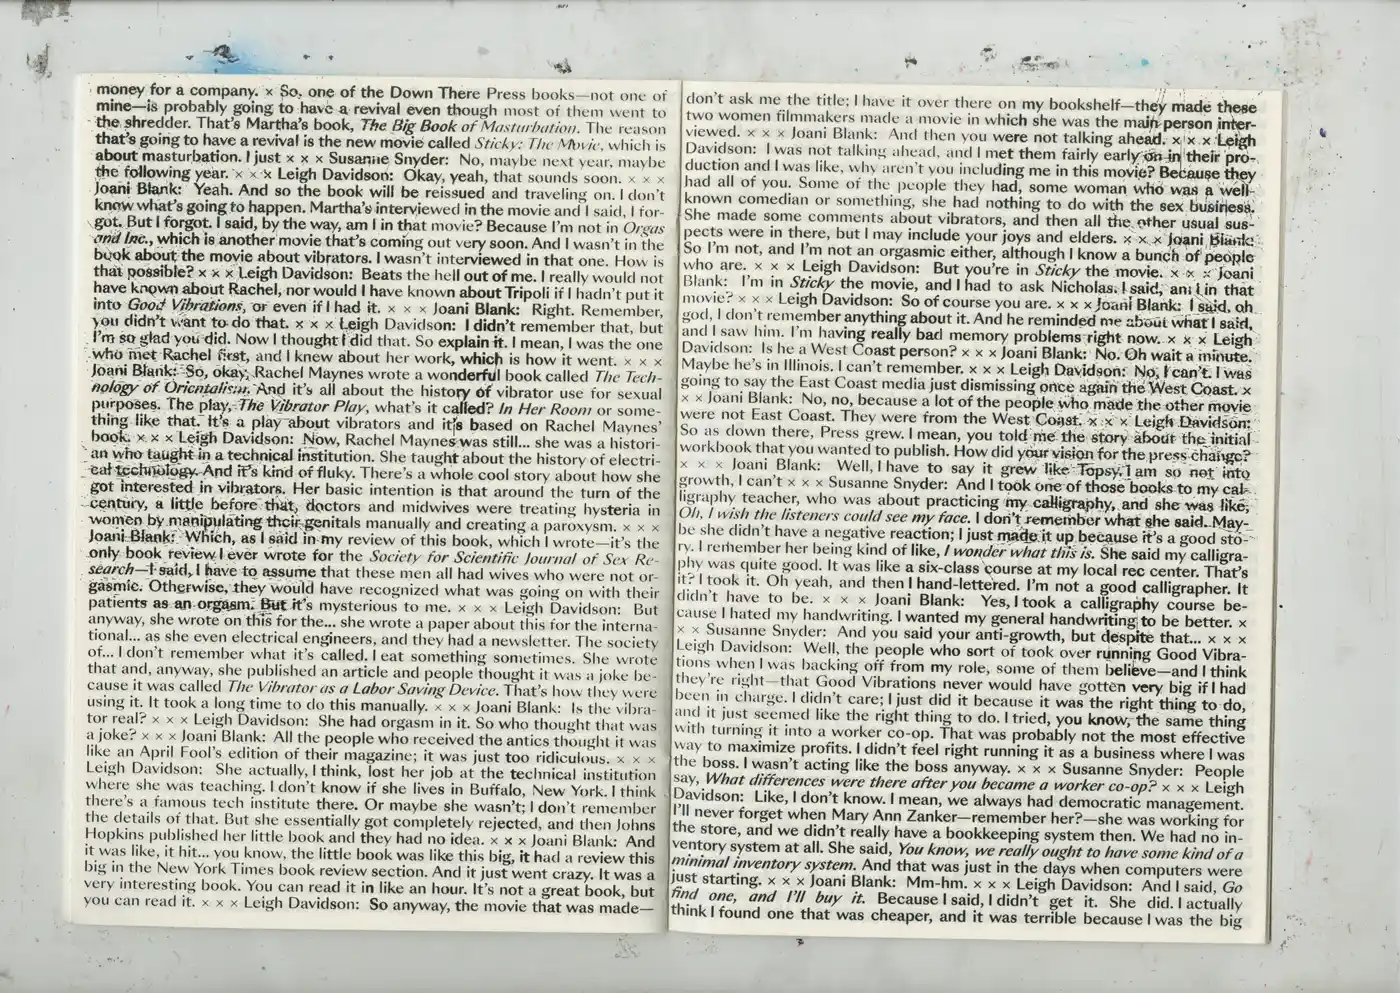 money for a company. × So, one of the Down There Press books—not one of
mine—is probably going to have a revival even though most of them went to
the shredder. That's Martha's book, The Big Book of Masturbation. The reason
that's going to have a revival is the new movie called Sticky: The Movie, which is
about masturbation. I just × × × Susanne Snyder: No, maybe next year, maybe
the following year. × × × Leigh Davidson: Okay, yeah, that sounds soon. × × ×
Joani Blank: Yeah. And so the book will be reissued and traveling on. I don't
know what's going to happen. Martha's interviewed in the movie and I said, I for-
got. But I forgot. I said, by the way, am I in that movie? Because I'm not in Orgas
and Inc., which is another movie that's coming out very soon. And I wasn't in the
book about the movie about vibrators. I wasn't interviewed in that one. How is
that possible? × × × Leigh Davidson: Beats the hell out of me. I really would not
have known about Rachel, nor would I have known about Tripoli if I hadn't put it
into Good Vibrations, or even if I had it. × × × Joani Blank: Right. Remember,
you didn't want to do that. × × × Leigh Davidson: I didn't remember that, but
I'm so glad you did. Now I thought I did that. So explain it. I mean, I was the one
who met Rachel first, and I knew about her work, which is how it went. × × ×
Joani Blank: So, okay, Rachel Maynes wrote a wonderful book called The Tech-
nology of Orientalism. And it's all about the history of vibrator use for sexual
purposes. The play, The Vibrator Play, what's it called? In Her Room or some-
thing like that. It's a play about vibrators and it's based on Rachel Maynes'
book. × × × Leigh Davidson: Now, Rachel Maynes was still... she was a histori-
an who taught in a technical institution. She taught about the history of electri-
cal technology. And it's kind of fluky. There's a whole cool story about how she
got interested in vibrators. Her basic intention is that around the turn of the
century, a little before that, doctors and midwives were treating hysteria in
women by manipulating their genitals manually and creating a paroxysm. × × ×
Joani Blank: Which, as I said in my review of this book, which I wrote—it's the
only book review I ever wrote for the Society for Scientific Journal of Sex Re-
search—I said, I have to assume that these men all had wives who were not or-
gasmic. Otherwise, they would have recognized what was going on with their
patients as an orgasm. But it's mysterious to me. × × × Leigh Davidson: But
anyway, she wrote on this for the... she wrote a paper about this for the interna-
tional... as she even electrical engineers, and they had a newsletter. The society
of... I don't remember what it's called. I eat something sometimes. She wrote
that and, anyway, she published an article and people thought it was a joke be-
cause it was called The Vibrator as a Labor Saving Device. That's how they were
using it. It took a long time to do this manually. × × × Joani Blank: Is the vibra-
tor real? × × × Leigh Davidson: She had orgasm in it. So who thought that was
a joke? × × × Joani Blank: All the people who received the antics thought it was
like an April Fool's edition of their magazine; it was just too ridiculous. × × ×
Leigh Davidson: She actually, I think, lost her job at the technical institution
where she was teaching. I don't know if she lives in Buffalo, New York. I think
there's a famous tech institute there. Or maybe she wasn't; I don't remember
the details of that. But she essentially got completely rejected, and then Johns
Hopkins published her little book and they had no idea. × × × Joani Blank: And
it was like, it hit... you know, the little book was like this big, it had a review this
big in the New York Times book review section. And it just went crazy. It was a
very interesting book. You can read it in like an hour. It's not a great book, but
you can read it. × × × Leigh Davidson: So anyway, the movie that was made—
don't ask me the title; I have it over there on my bookshelf—they made these
two women filmmakers made a movie in which she was the main person inter-
viewed. × × × Joani Blank: And then you were not talking ahead. × × × Leigh
Davidson: I was not talking ahead, and I met them fairly early on in their pro-
duction and I was like, why aren't you including me in this movie? Because they
had all of you. Some of the people they had, some woman who was a well-
known comedian or something, she had nothing to do with the sex business.
She made some comments about vibrators, and then all the other usual sus-
pects were in there, but I may include your joys and elders. × × × Joani Blank:
So I'm not, and I'm not an orgasmic either, although I know a bunch of people
who are. × × × Leigh Davidson: But you're in Sticky the movie. × × × Joani
Blank: I'm in Sticky the movie, and I had to ask Nicholas. I said, am I in that
movie? × × × Leigh Davidson: So of course you are. × × × Joani Blank: I said, oh
god, I don't remember anything about it. And he reminded me about what I said,
and I saw him. I'm having really bad memory problems right now. × × × Leigh
Davidson: Is he a West Coast person? × × × Joani Blank: No. Oh wait a minute.
Maybe he's in Illinois. I can't remember. × × × Leigh Davidson: No, I can't. I was
going to say the East Coast media just dismissing once again the West Coast. ×
× × Joani Blank: No, no, because a lot of the people who made the other movie
were not East Coast. They were from the West Coast. × × × Leigh Davidson:
So as down there, Press grew. I mean, you told me the story about the initial
workbook that you wanted to publish. How did your vision for the press change?
× × × Joani Blank: Well, I have to say it grew like Topsy. I am so not into
growth, I can't × × × Susanne Snyder: And I took one of those books to my cal-
ligraphy teacher, who was about practicing my calligraphy, and she was like,
Oh, I wish the listeners could see my face. I don't remember what she said. May-
be she didn't have a negative reaction; I just made it up because it's a good sto-
ry. I remember her being kind of like, I wonder what this is. She said my calligra-
phy was quite good. It was like a six-class course at my local rec center. That's
it? I took it. Oh yeah, and then I hand-lettered. I'm not a good calligrapher. It
didn't have to be. × × × Joani Blank: Yes, I took a calligraphy course be-
cause I hated my handwriting. I wanted my general handwriting to be better. ×
× × Susanne Snyder: And you said your anti-growth, but despite that... × × ×
Leigh Davidson: Well, the people who sort of took over running Good Vibra-
tions when I was backing off from my role, some of them believe—and I think
they're right—that Good Vibrations never would have gotten very big if I had
been in charge. I didn't care; I just did it because it was the right thing to do,
and it just seemed like the right thing to do. I tried, you know, the same thing
with turning it into a worker co-op. That was probably not the most effective
way to maximize profits. I didn't feel right running it as a business where I was
the boss. I wasn't acting like the boss anyway. × × × Susanne Snyder: People
say, What differences were there after you became a worker co-op? × × × Leigh
Davidson: Like, I don't know. I mean, we always had democratic management.
I'll never forget when Mary Ann Zanker—remember her?—she was working for
the store, and we didn't really have a bookkeeping system then. We had no in-
ventory system at all. She said, You know, we really ought to have some kind of a
minimal inventory system. And that was just in the days when computers were
just starting. × × × Joani Blank: Mm-hm. × × × Leigh Davidson: And I said, Go
find one, and I'll buy it. Because I said, I didn't get it. She did. I actually
think I found one that was cheaper, and it was terrible because I was the big